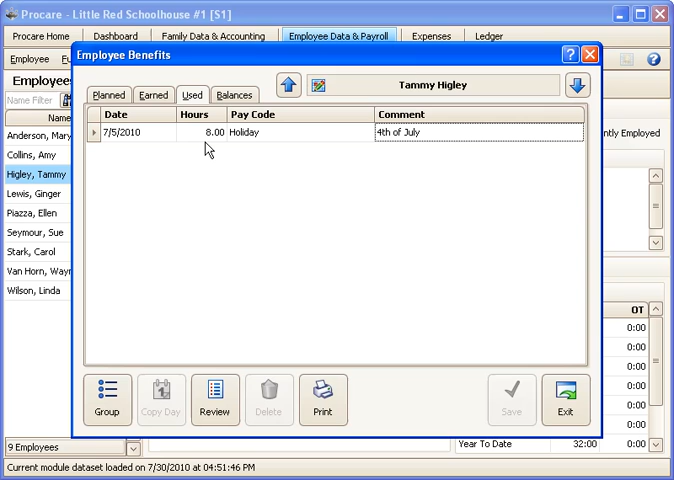 Procare - Little Red Schoolhouse #1 [S1]
Procare Home Dashboard Family Data & Accounting Employee Data & Payroll Expenses Ledger
Employee Fu
Employee Benefits
Employees
Name Filter
Name
Anderson, Mary
Collins, Amy
Higley, Tammy
Lewis, Ginger
Piazza, Ellen
Seymour, Sue
Stark, Carol
Van Horn, Wayn
Wilson, Linda
9 Employees
Planned Earned Used Balances
Tammy Higley
Date Hours Pay Code Comment
7/5/2010 8.00 Holiday 4th of July
Group Copy Day Review Delete Print Save Exit
ntly Employed
OT
0:00
0:00
0:00
0:00
0:00
0:00
Year To Date 32:00 0:00
Current module dataset loaded on 7/30/2010 at 04:51:46 PM